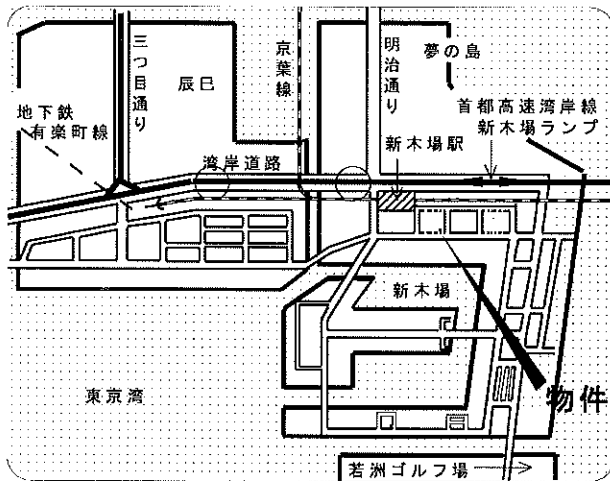 三つ目通り
辰巳
京葉線
明治通り
夢の島
地下鉄
有楽町線
首都高速湾岸線
新木場ランプ
新木場駅
湾岸道路
新木場
東京湾
物件
若洲ゴルフ場